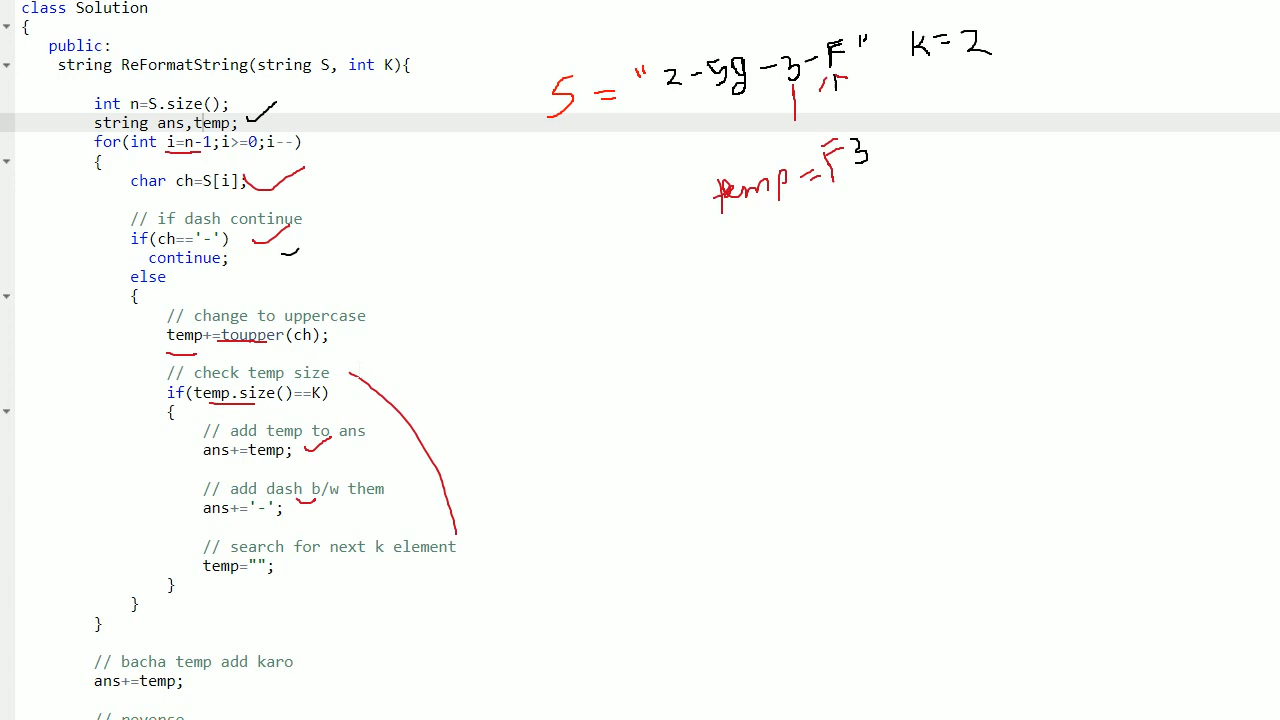 class Solution
{
public:
string ReFormatString(string S, int K){
int n=S.size();
string ans,temp;
for(int i=n-1;i>=0;i--)
{
char ch=S[i];
// if dash continue
if(ch=='-')
continue;
else
{
// change to uppercase
temp+=toupper(ch);
// check temp size
if(temp.size()==K)
{
// add temp to ans
ans+=temp;
// add dash b/w them
ans+='-';
// search for next k element
temp="";
}
}
}
// bacha temp add karo
ans+=temp;
// reverse
S = "2-5g-3-F" K=2
temp=F3